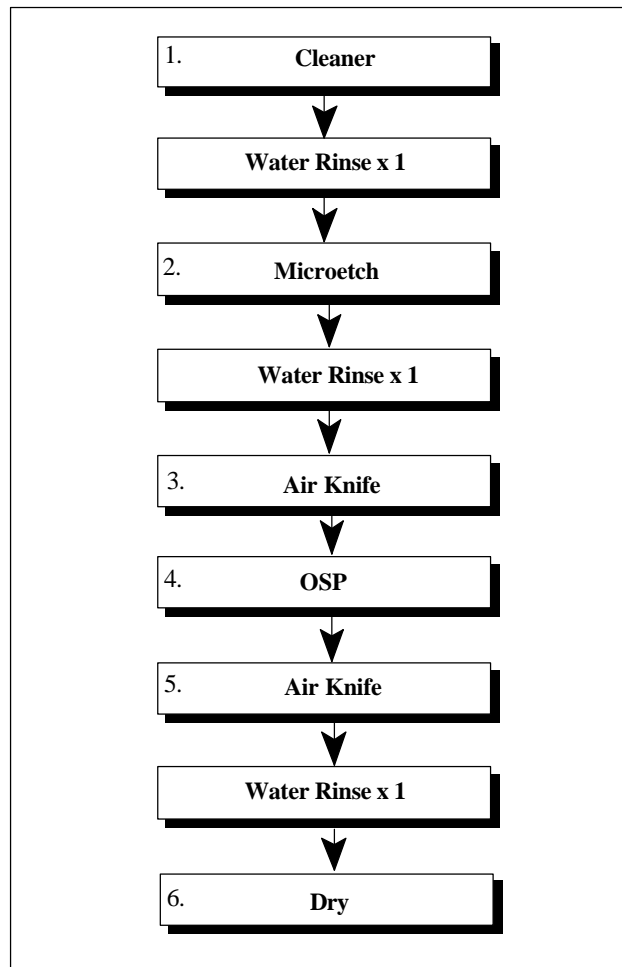 1. Cleaner
Water Rinse x 1
2. Microetch
Water Rinse x 1
3. Air Knife
4. OSP
5. Air Knife
Water Rinse x 1
6. Dry